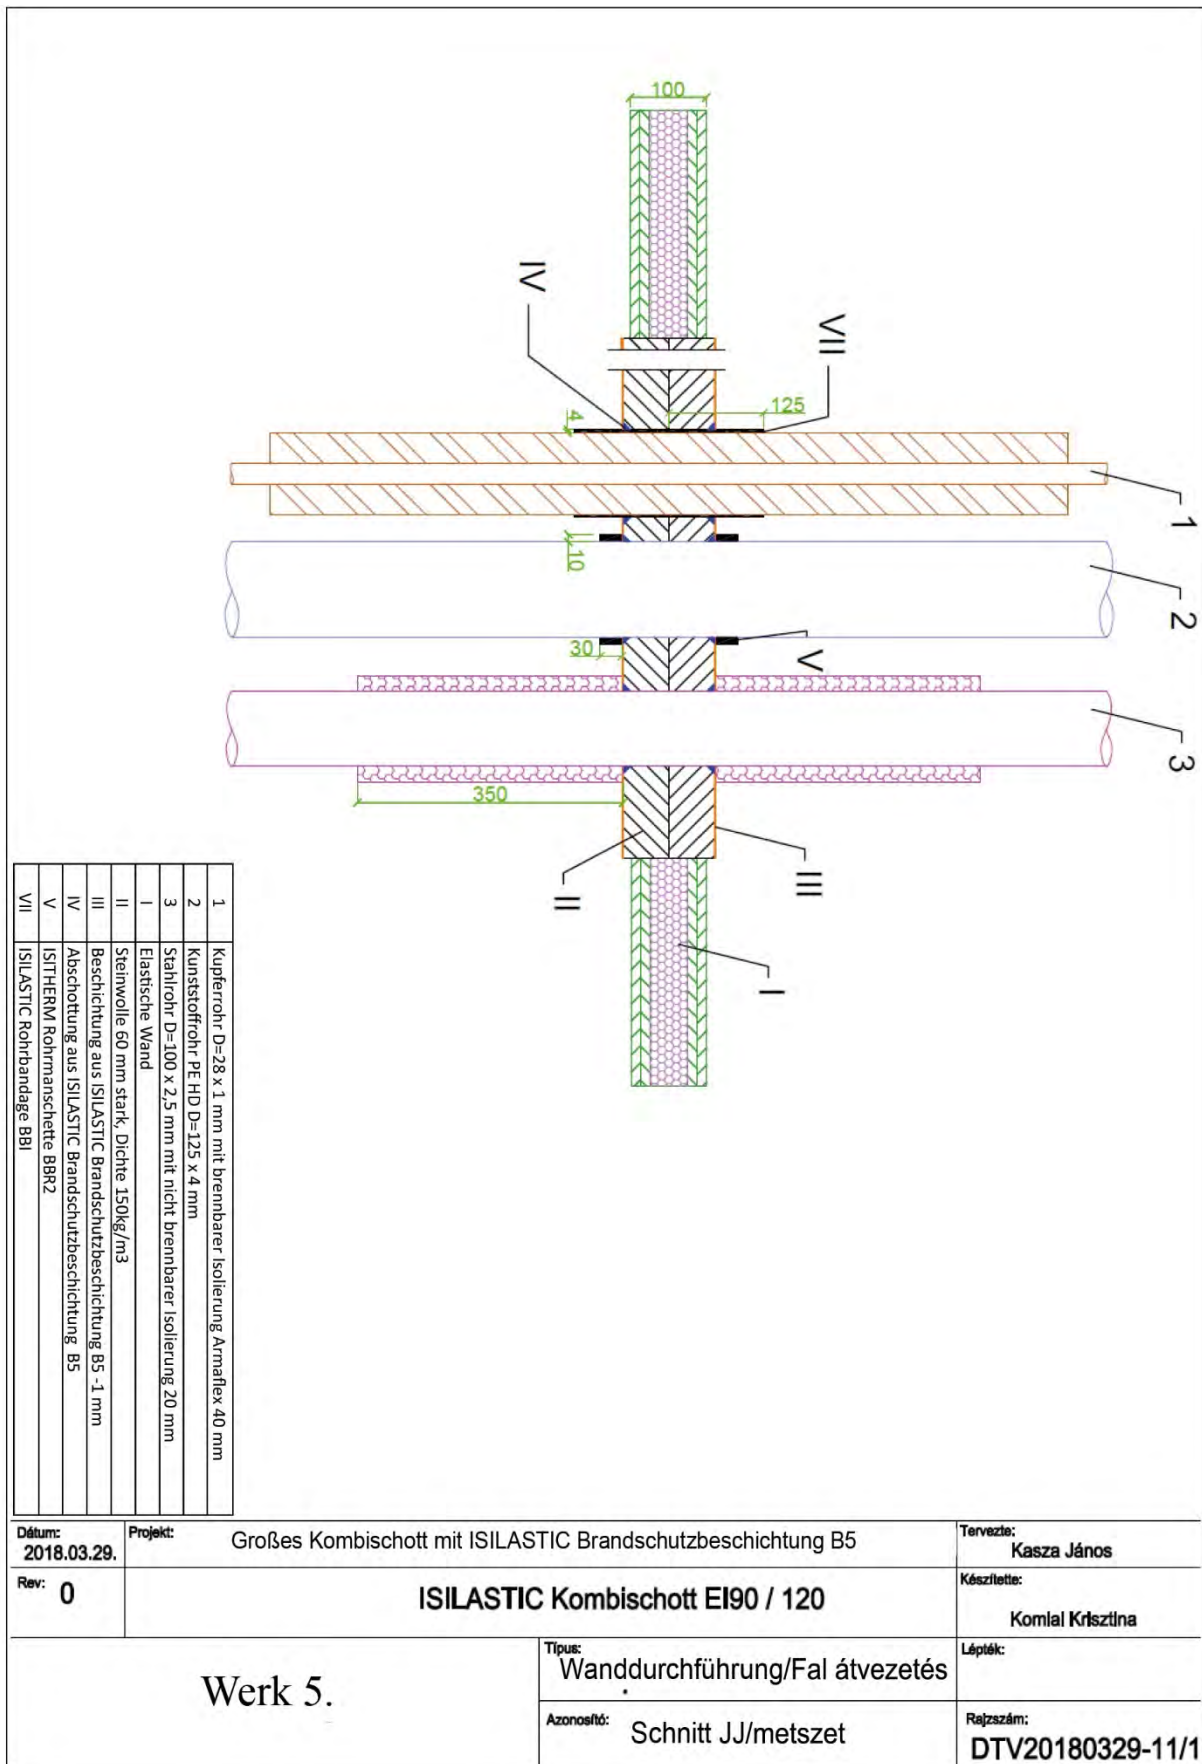 100
IV
VII
4
125
1
10
2
30
V
3
350
III
II
I
1 Kupferrohr D=28 x 1 mm mit brennbarer Isolierung Armaflex 40 mm
2 Kunststoffrohr PE HD D=125 x 4 mm
3 Stahlrohr D=100 x 2,5 mm mit nicht brennbarer Isolierung 20 mm
I Elastische Wand
II Steinwolle 60 mm stark, Dichte 150kg/m3
III Beschichtung aus ISILASTIC Brandschutzbeschichtung B5 -1 mm
IV Abschottung aus ISILASTIC Brandschutzbeschichtung B5
V ISITHERM Rohrmanschette BBR2
VII ISILASTIC Rohrbandage BBI
Dátum: 2018.03.29.
Projekt: Großes Kombischott mit ISILASTIC Brandschutzbeschichtung B5
Tervezte: Kasza János
Rev: 0
ISILASTIC Kombischott EI90 / 120
Készítette: Komlai Krisztina
Werk 5.
Típus: Wanddurchführung/Fal átvezetés
Lépték:
Azonosító: Schnitt JJ/metszet
Rajzszám: DTV20180329-11/1